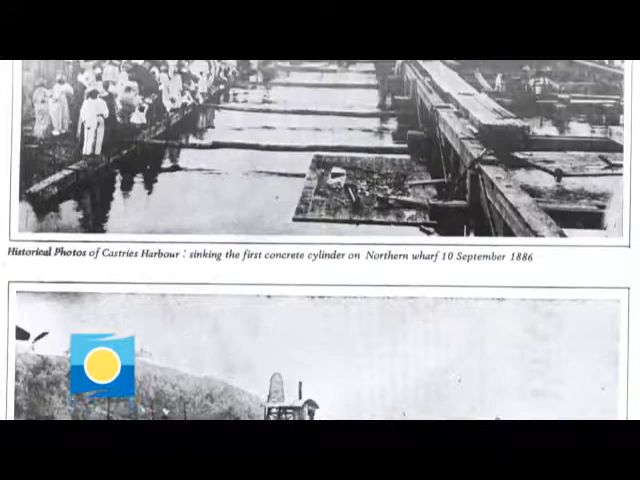 Historical Photos of Castries Harbour : sinking the first concrete cylinder on Northern wharf 10 September 1886